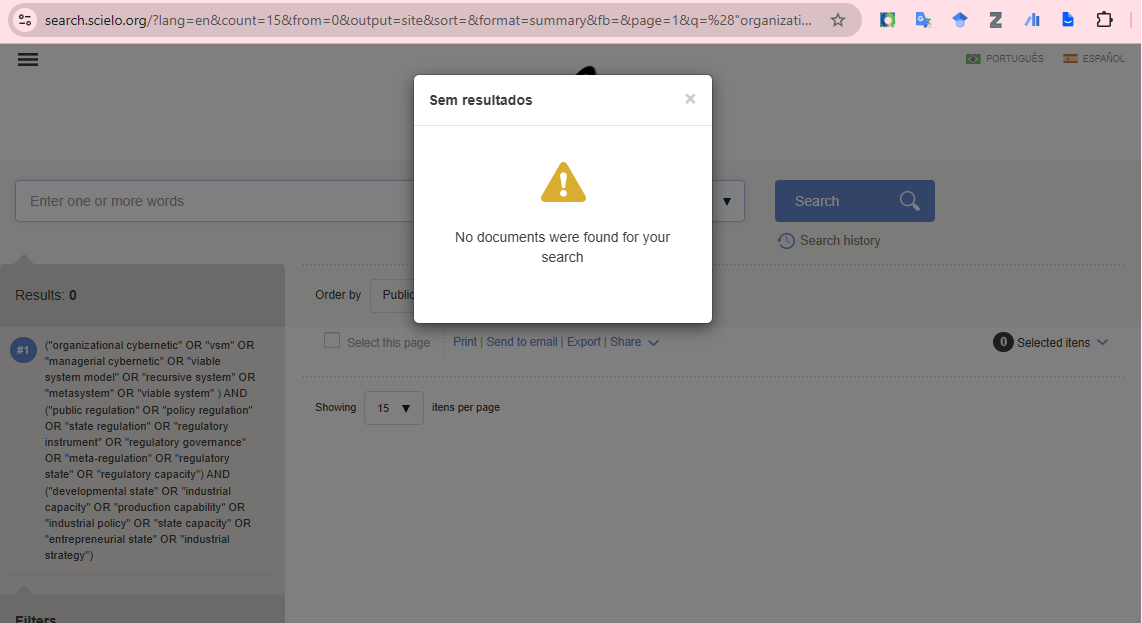 search.scielo.org/?lang=en&count=15&from=0&output=site&sort=&format=summary&fb=&page=1&q=%28"organizati...
PORTUGUÊS
ESPAÑOL
Sem resultados
×
No documents were found for your
search
Enter one or more words
Search
Search history
Results: 0
Order by
Public
#1
("organizational cybernetic" OR "vsm" OR
"managerial cybernetic" OR "viable
system model" OR "recursive system" OR
"metasystem" OR "viable system" ) AND
("public regulation" OR "policy regulation"
OR "state regulation" OR "regulatory
instrument" OR "regulatory governance"
OR "meta-regulation" OR "regulatory
state" OR "regulatory capacity") AND
("developmental state" OR "industrial
capacity" OR "production capability" OR
"industrial policy" OR "state capacity" OR
"entrepreneurial state" OR "industrial
strategy")
Select this page
Print | Send to email | Export | Share
0 Selected itens
Showing 15 itens per page
Filters